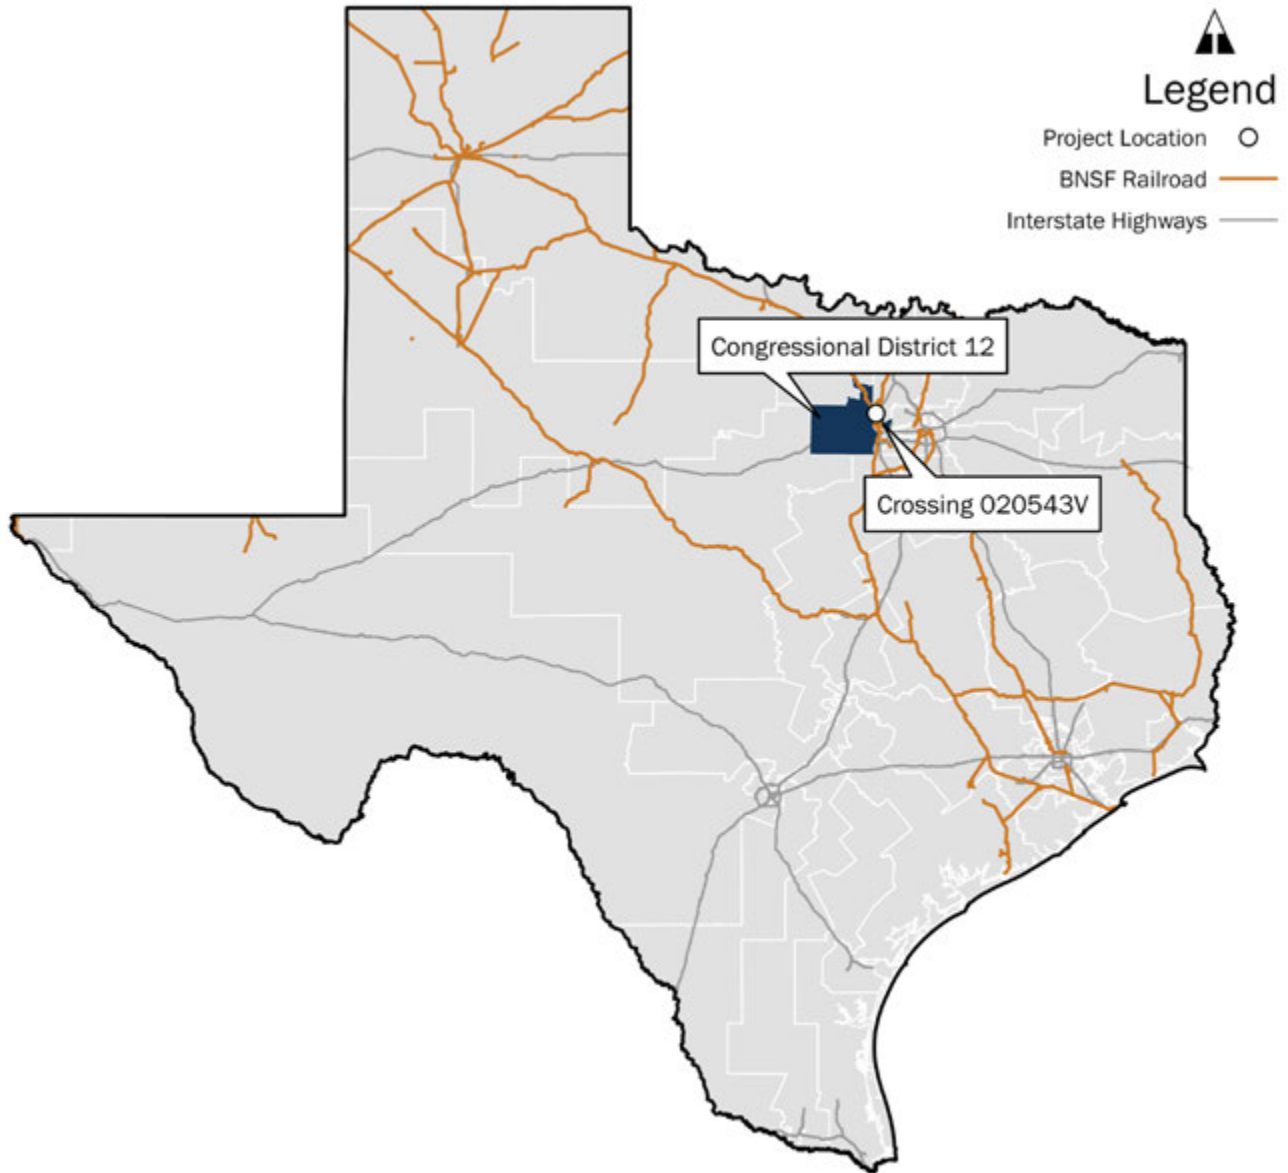 Legend
Project Location
BNSF Railroad
Interstate Highways
Congressional District 12
Crossing 020543V